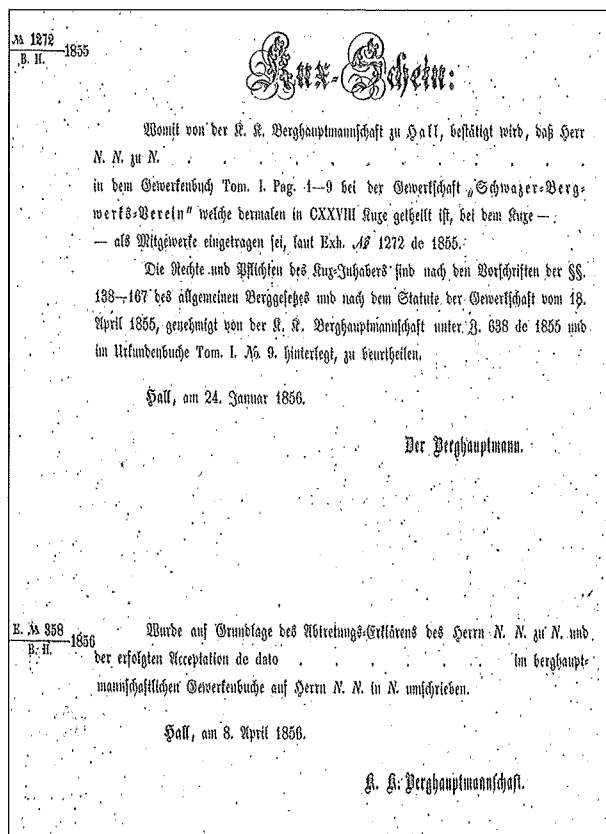 № 1272
B. H. 1855
Kux-Schein:
Womit von der K. K. Berghauptmannschaft zu Hall, bestätigt wird, daß Herr
N. N. zu N. . . . . . . . . . . . .
in dem Gewerkenbuch Tom. I. Pag. 1—9 bei der Gewerkschaft „Schwazer-Berg-
werks-Verein" welche dermalen in CXXVIII Kuxe getheilt ist, bei dem Kuxe —
— als Mitgewerke eingetragen sei, laut Exh. № 1272 de 1855.
Die Rechte und Pflichten des Kux-Inhabers sind nach den Vorschriften der §§.
138—167 des allgemeinen Berggesetzes und nach dem Statute der Gewerkschaft vom 18.
April 1855, genehmigt von der K. K. Berghauptmannschaft unter Z. 638 de 1855 und
im Urkundenbuche Tom. I. No. 9. hinterlegt, zu beurtheilen.
Hall, am 24. Januar 1856.
Der Berghauptmann.
E. № 358
B. H. 1856
Wurde auf Grundlage des Abtretungs-Erklärens des Herrn N. N. zu N. und
der erfolgten Acceptation de dato . . . . . . im berghaupt-
mannschaftlichen Gewerkenbuche auf Herrn N. N. in N. umschrieben.
Hall, am 8. April 1856.
K. K. Berghauptmannschaft.